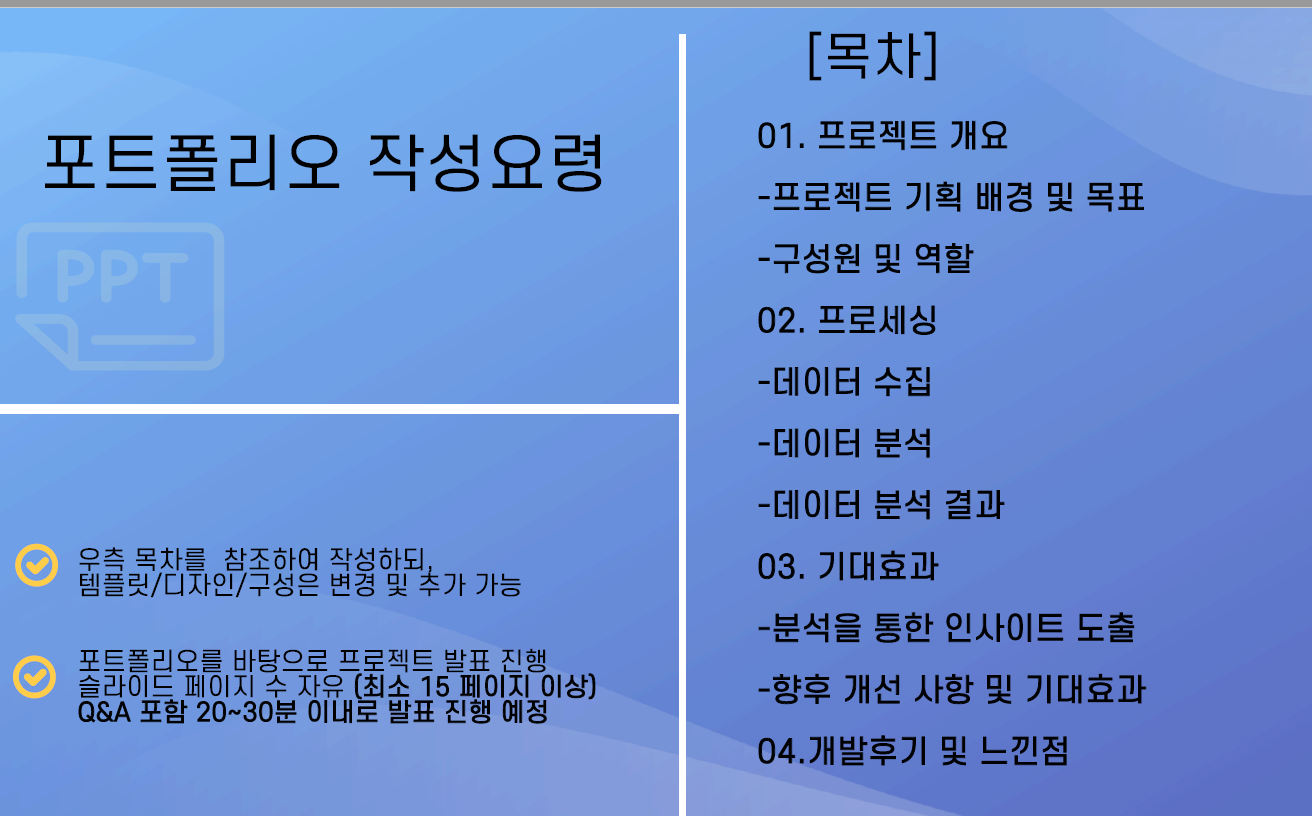 포트폴리오 작성요령
PPT
우측 목차를 참조하여 작성하되,
템플릿/디자인/구성은 변경 및 추가 가능
포트폴리오를 바탕으로 프로젝트 발표 진행
슬라이드 페이지 수 자유 (최소 15 페이지 이상)
Q&A 포함 20~30분 이내로 발표 진행 예정
[목차]
01. 프로젝트 개요
-프로젝트 기획 배경 및 목표
-구성원 및 역할
02. 프로세싱
-데이터 수집
-데이터 분석
-데이터 분석 결과
03. 기대효과
-분석을 통한 인사이트 도출
-향후 개선 사항 및 기대효과
04.개발후기 및 느낀점